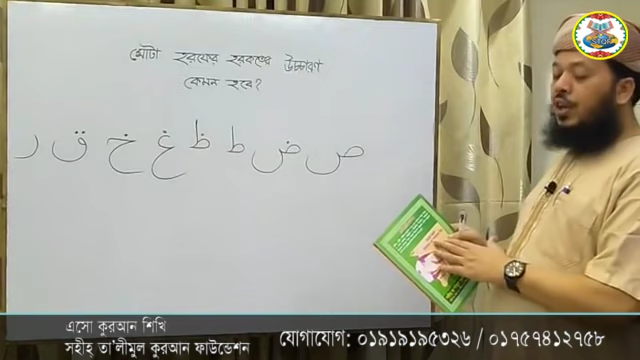 মোটা হরফের হরকতের উচ্চারণ
কেমন হবে?
ص ض ط ظ غ خ ق ر
এসো কুরআন শিখি
সহীহ্ তা'লীমুল কুরআন ফাউন্ডেশন
যোগাযোগ: ০১৯১৯১৯৫৩২৬ / ০১৭৫৭৪১২৭৫৮